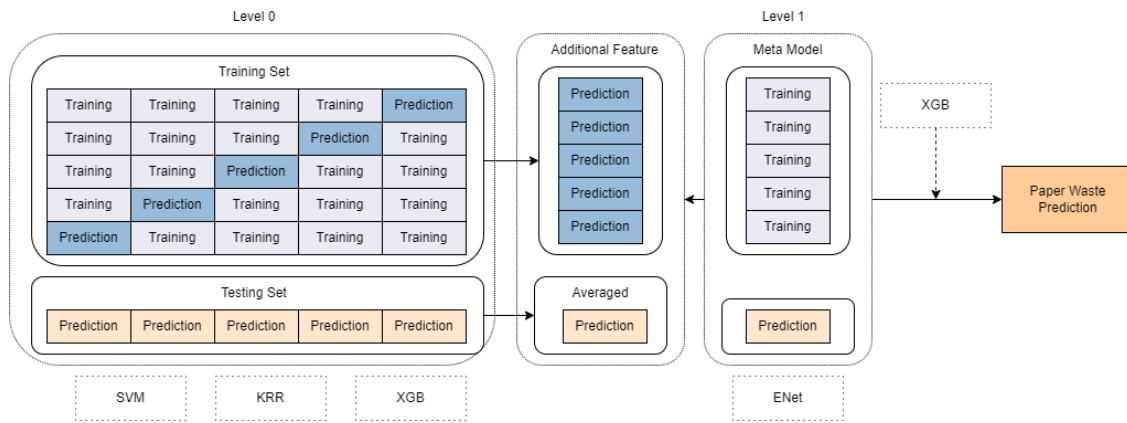 Level 0
Level 1
Training Set
Additional Feature
Meta Model
Training Training Training Training Prediction
Training Training Training Prediction Training
Training Training Prediction Training Training
Training Prediction Training Training Training
Prediction Training Training Training Training
Prediction
Prediction
Prediction
Prediction
Prediction
Training
Training
Training
Training
Training
XGB
Paper Waste
Prediction
Testing Set
Prediction Prediction Prediction Prediction Prediction
Averaged
Prediction
Prediction
SVM
KRR
XGB
ENet